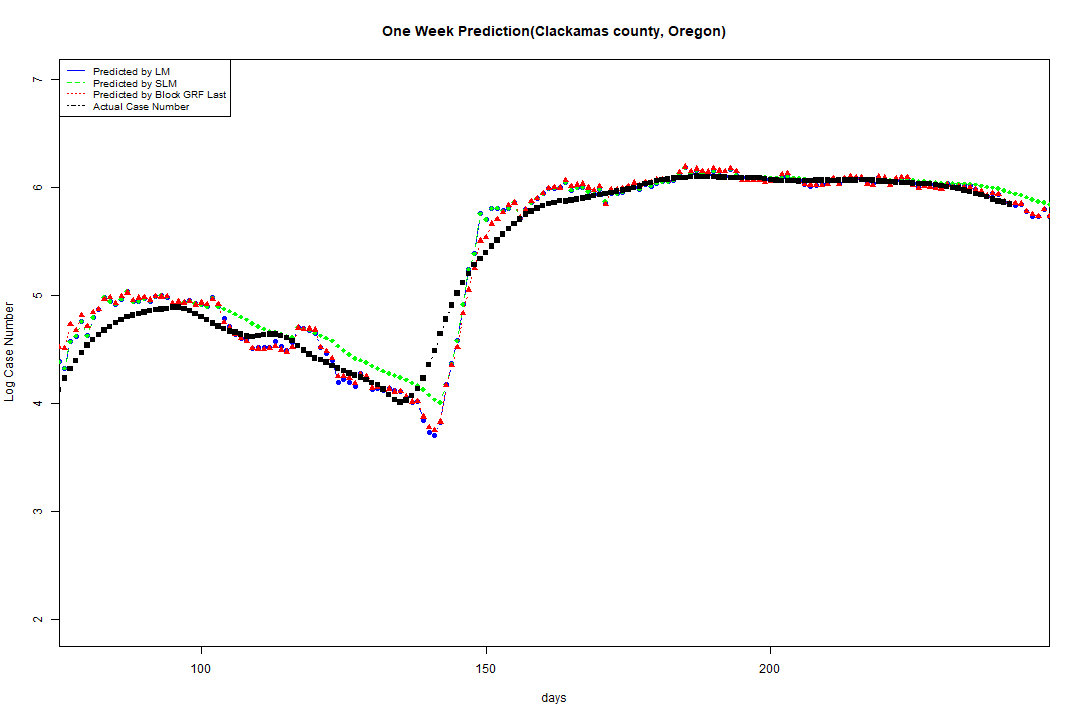 One Week Prediction(Clackamas county, Oregon)
Predicted by LM
Predicted by SLM
Predicted by Block GRF Last
Actual Case Number
7
6
5
4
3
2
Log Case Number
100 150 200
days